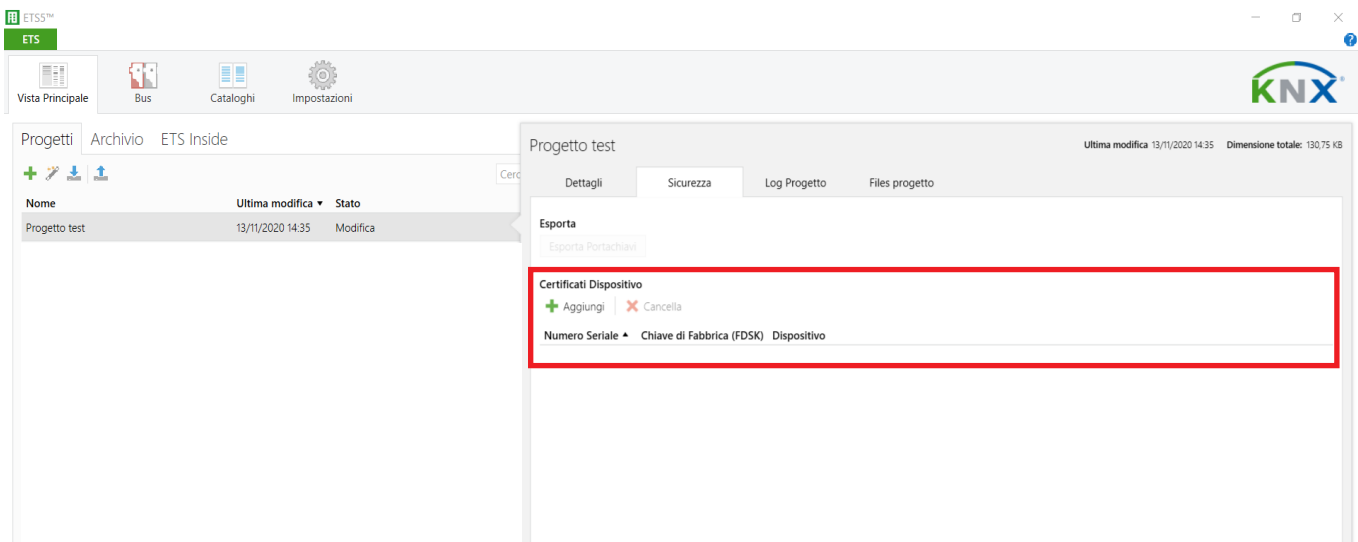 ETS5™
ETS
Vista Principale Bus Cataloghi Impostazioni
KNX®
Progetti Archivio ETS Inside
Cerc
Nome Ultima modifica Stato
Progetto test 13/11/2020 14:35 Modifica
Progetto test Ultima modifica 13/11/2020 14:35 Dimensione totale: 130,75 KB
Dettagli Sicurezza Log Progetto Files progetto
Esporta
Esporta Portachiavi
Certificati Dispositivo
Aggiungi Cancella
Numero Seriale Chiave di Fabbrica (FDSK) Dispositivo